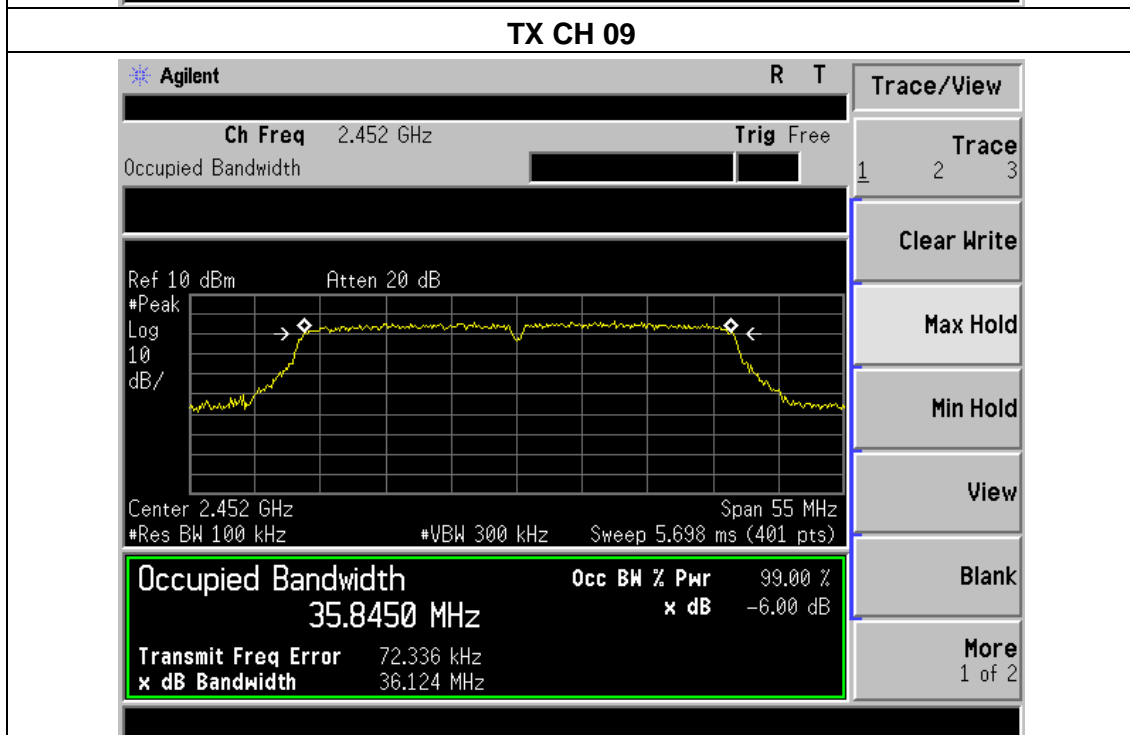 TX CH 09
Agilent R T
Trace/View
Ch Freq 2.452 GHz Trig Free
Occupied Bandwidth
Trace
1 2 3
Clear Write
Ref 10 dBm Atten 20 dB
#Peak
Log
10
dB/
Max Hold
Min Hold
View
Center 2.452 GHz Span 55 MHz
#Res BW 100 kHz #VBW 300 kHz Sweep 5.698 ms (401 pts)
Occupied Bandwidth Occ BW % Pwr 99.00 %
35.8450 MHz x dB -6.00 dB
Blank
Transmit Freq Error 72.336 kHz
x dB Bandwidth 36.124 MHz
More
1 of 2